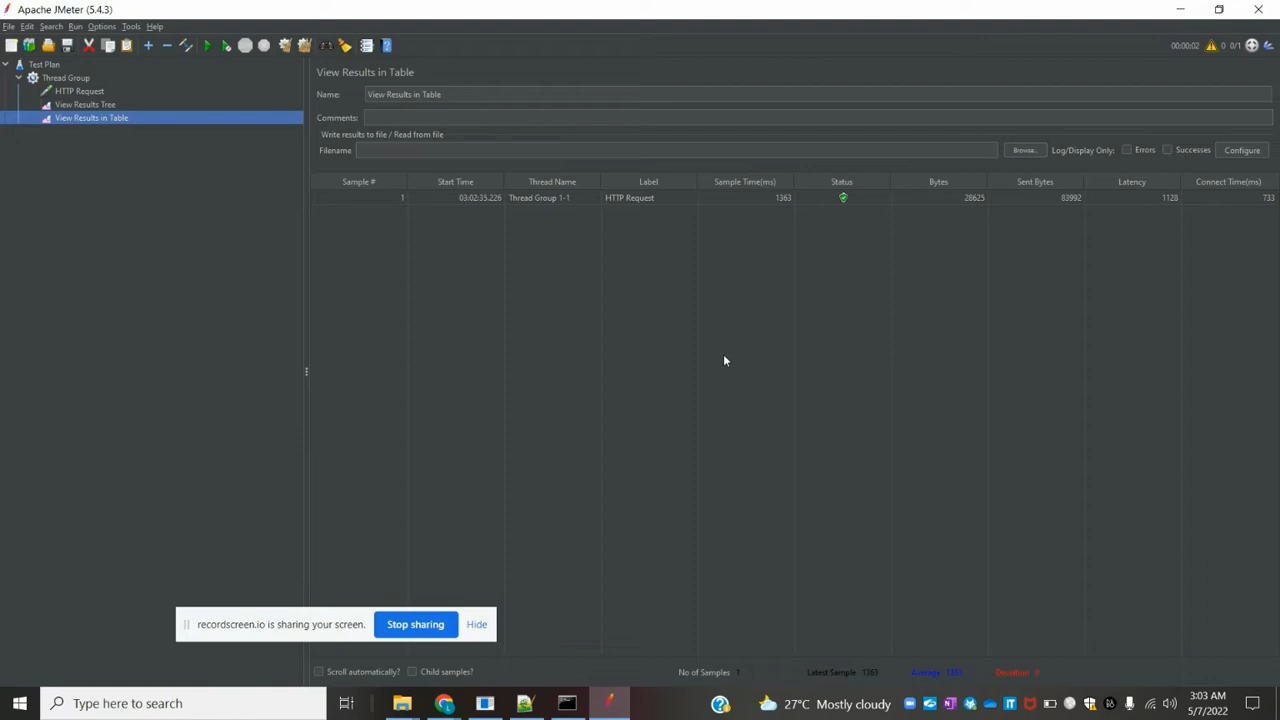 Apache JMeter (5.4.3)
File Edit Search Run Options Tools Help
00:00:02 0 0/1
Test Plan
Thread Group
HTTP Request
View Results Tree
View Results in Table
View Results in Table
Name: View Results in Table
Comments:
Write results to file / Read from file
Filename Browse... Log/Display Only: Errors Successes Configure
Sample # Start Time Thread Name Label Sample Time(ms) Status Bytes Sent Bytes Latency Connect Time(ms)
1 03:02:35.226 Thread Group 1-1 HTTP Request 1363 28625 83992 1128 733
recordscreen.io is sharing your screen. Stop sharing Hide
Scroll automatically? Child samples? No of Samples 1 Latest Sample 1363 Average 1363 Deviation 0
Type here to search 27°C Mostly cloudy 3:03 AM
5/7/2022